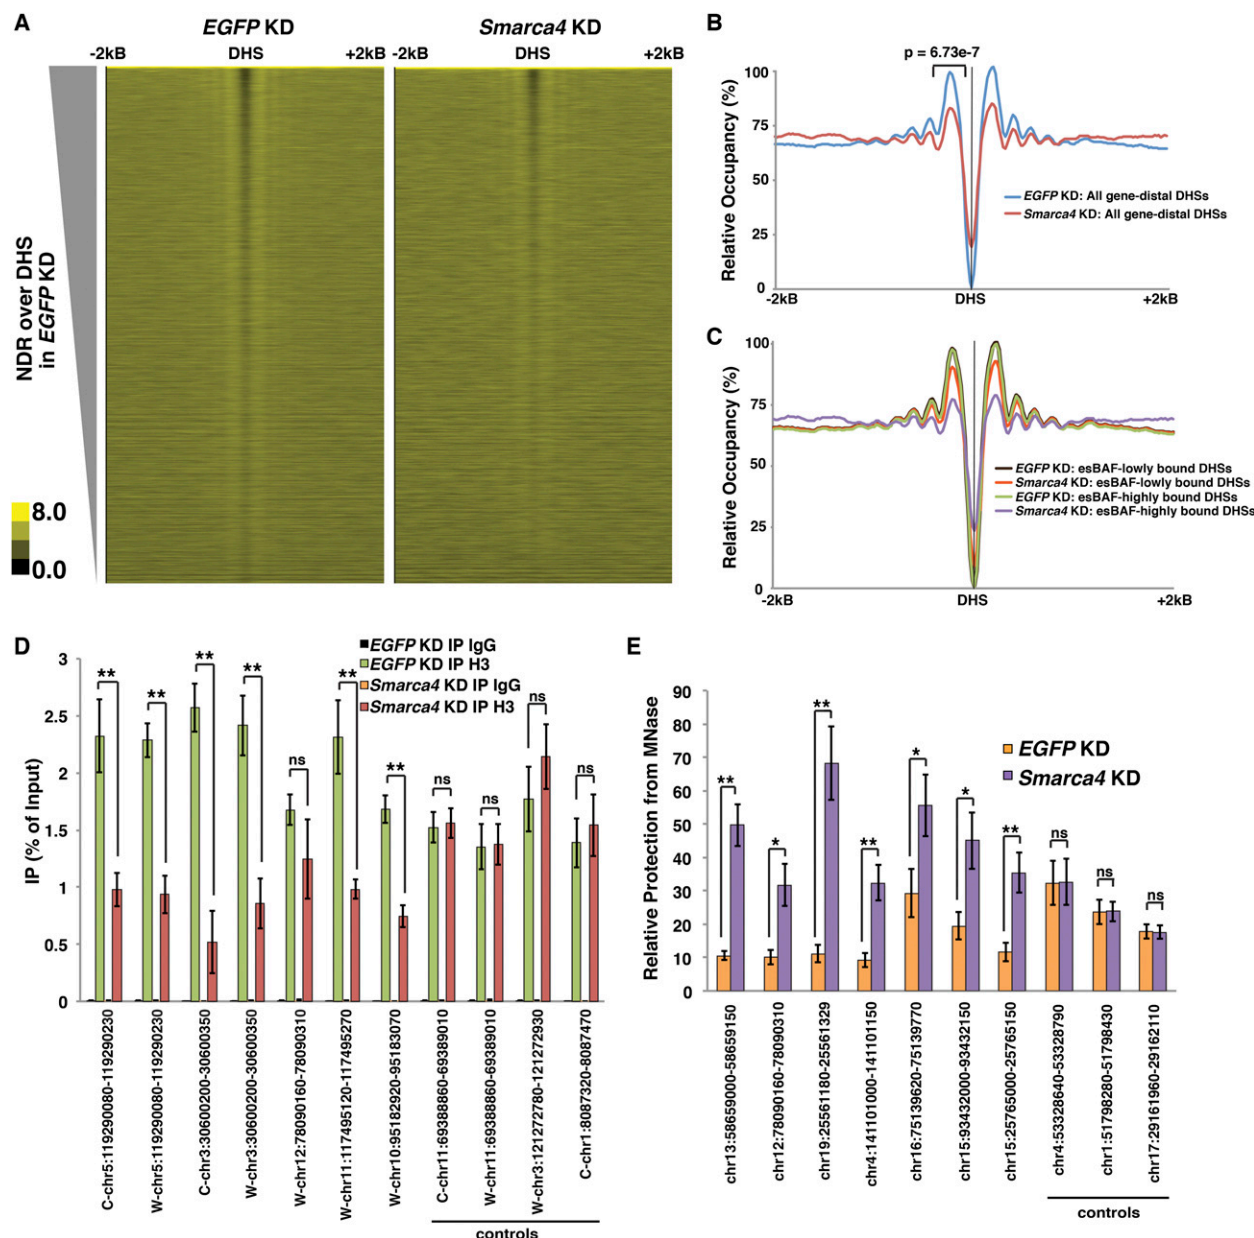 A
EGFP KD
Smarca4 KD
-2kB
DHS
+2kB
-2kB
DHS
+2kB
NDR over DHS
in EGFP KD
8.0
0.0
B
p = 6.73e-7
Relative Occupancy (%)
100
75
50
25
0
-2kB
DHS
+2kB
EGFP KD: All gene-distal DHSs
Smarca4 KD: All gene-distal DHSs
C
Relative Occupancy (%)
100
75
50
25
0
-2kB
DHS
+2kB
EGFP KD: esBAF-lowly bound DHSs
Smarca4 KD: esBAF-lowly bound DHSs
EGFP KD: esBAF-highly bound DHSs
Smarca4 KD: esBAF-highly bound DHSs
D
EGFP KD IP IgG
EGFP KD IP H3
Smarca4 KD IP IgG
Smarca4 KD IP H3
IP (% of Input)
3
2.5
2
1.5
1
0.5
0
**
**
**
**
ns
**
**
ns
ns
ns
ns
C-chr5:119290080-119290230
W-chr5:119290080-119290230
C-chr3:30600200-30600350
W-chr3:30600200-30600350
W-chr12:78090160-78090310
W-chr11:117495120-117495270
W-chr10:95182920-95183070
C-chr11:69388860-69389010
W-chr11:69388860-69389010
W-chr3:121272780-121272930
C-chr1:8087320-8087470
controls
E
EGFP KD
Smarca4 KD
Relative Protection from MNase
90
80
70
60
50
40
30
20
10
0
**
*
**
**
*
*
**
ns
ns
ns
chr13:58659000-58659150
chr12:78090160-78090310
chr19:25561180-25561329
chr4:141101000-141101150
chr16:75139620-75139770
chr15:93432000-93432150
chr15:25765000-25765150
chr4:53328640-53328790
chr1:51798280-51798430
chr17:29161960-29162110
controls